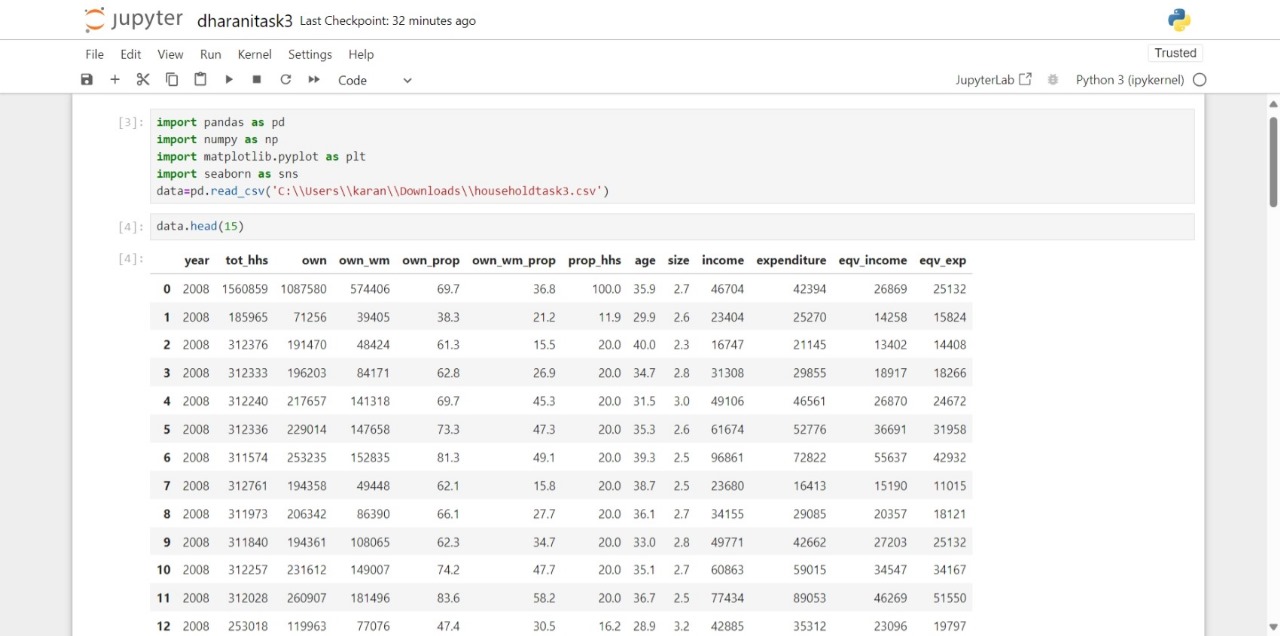 jupyter dharanitask3 Last Checkpoint: 32 minutes ago
File Edit View Run Kernel Settings Help
Trusted
Code
JupyterLab
Python 3 (ipykernel)
[3]: import pandas as pd
import numpy as np
import matplotlib.pyplot as plt
import seaborn as sns
data=pd.read_csv('C:\\Users\\karan\\Downloads\\householdtask3.csv')
[4]: data.head(15)
[4]: year tot_hhs own own_wm own_prop own_wm_prop prop_hhs age size income expenditure eqv_income eqv_exp
0 2008 1560859 1087580 574406 69.7 36.8 100.0 35.9 2.7 46704 42394 26869 25132
1 2008 185965 71256 39405 38.3 21.2 11.9 29.9 2.6 23404 25270 14258 15824
2 2008 312376 191470 48424 61.3 15.5 20.0 40.0 2.3 16747 21145 13402 14408
3 2008 312333 196203 84171 62.8 26.9 20.0 34.7 2.8 31308 29855 18917 18266
4 2008 312240 217657 141318 69.7 45.3 20.0 31.5 3.0 49106 46561 26870 24672
5 2008 312336 229014 147658 73.3 47.3 20.0 35.3 2.6 61674 52776 36691 31958
6 2008 311574 253235 152835 81.3 49.1 20.0 39.3 2.5 96861 72822 55637 42932
7 2008 312761 194358 49448 62.1 15.8 20.0 38.7 2.5 23680 16413 15190 11015
8 2008 311973 206342 86390 66.1 27.7 20.0 36.1 2.7 34155 29085 20357 18121
9 2008 311840 194361 108065 62.3 34.7 20.0 33.0 2.8 49771 42662 27203 25132
10 2008 312257 231612 149007 74.2 47.7 20.0 35.1 2.7 60863 59015 34547 34167
11 2008 312028 260907 181496 83.6 58.2 20.0 36.7 2.5 77434 89053 46269 51550
12 2008 253018 119963 77076 47.4 30.5 16.2 28.9 3.2 42885 35312 23096 19797